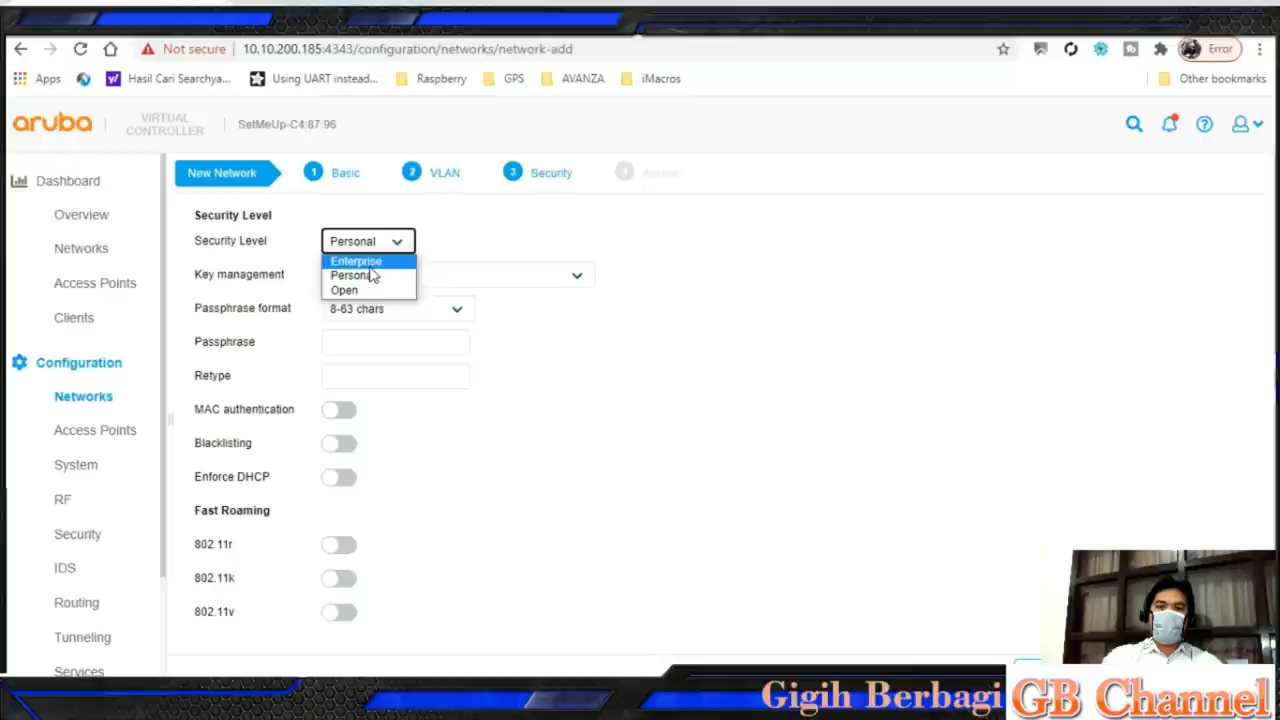 Not secure 10.10.200.185:4343/configuration/networks/network-add Error
Apps Hasil Cari Searchya... Using UART instead... Raspberry GPS AVANZA iMacros Other bookmarks
aruba VIRTUAL CONTROLLER SetMeUp-C4:87:96
New Network 1 Basic 2 VLAN 3 Security
Dashboard
Overview
Networks
Access Points
Clients
Configuration
Networks
Access Points
System
RF
Security
IDS
Routing
Tunneling
Services
Security Level
Security Level Personal
Enterprise
Personal
Open
Key management
Passphrase format 8-63 chars
Passphrase
Retype
MAC authentication
Blacklisting
Enforce DHCP
Fast Roaming
802.11r
802.11k
802.11v
Gigih Berbagi GB Channel